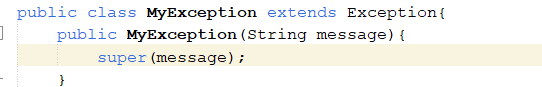 public class MyException extends Exception{
    public MyException(String message){
        super(message);
    }